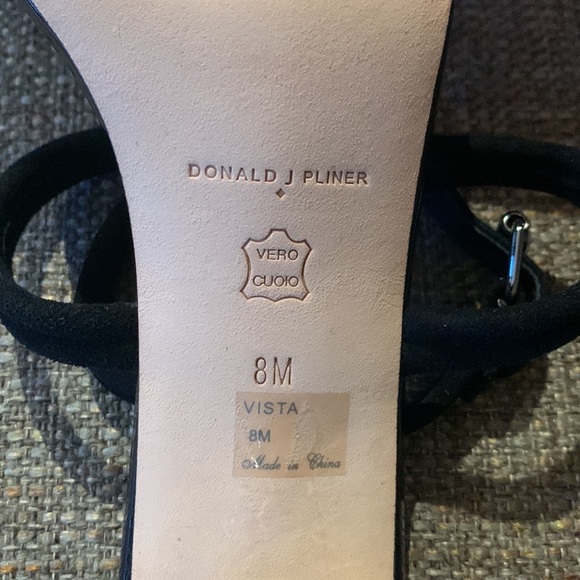 DONALD J PLINER
VERO
CUOIO
8M
VISTA
8M
Made in China